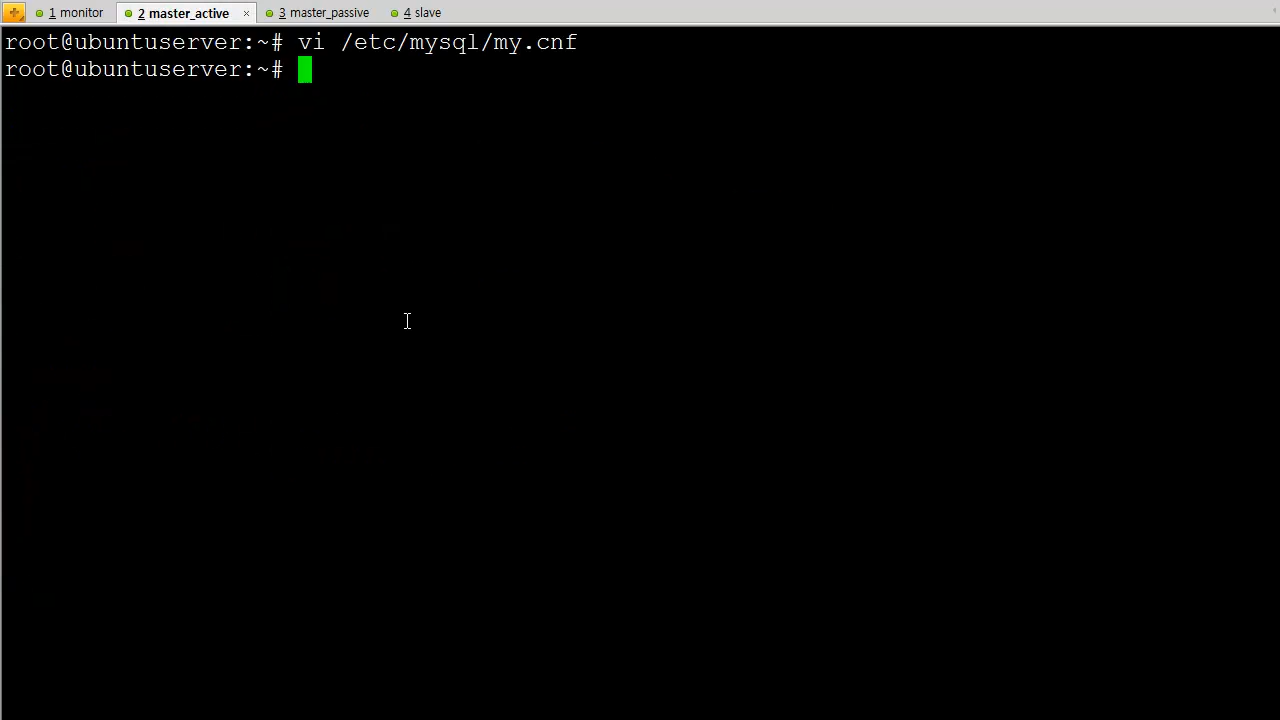 1 monitor
2 master_active ×
3 master_passive
4 slave
root@ubuntuserver:~# vi /etc/mysql/my.cnf
root@ubuntuserver:~#